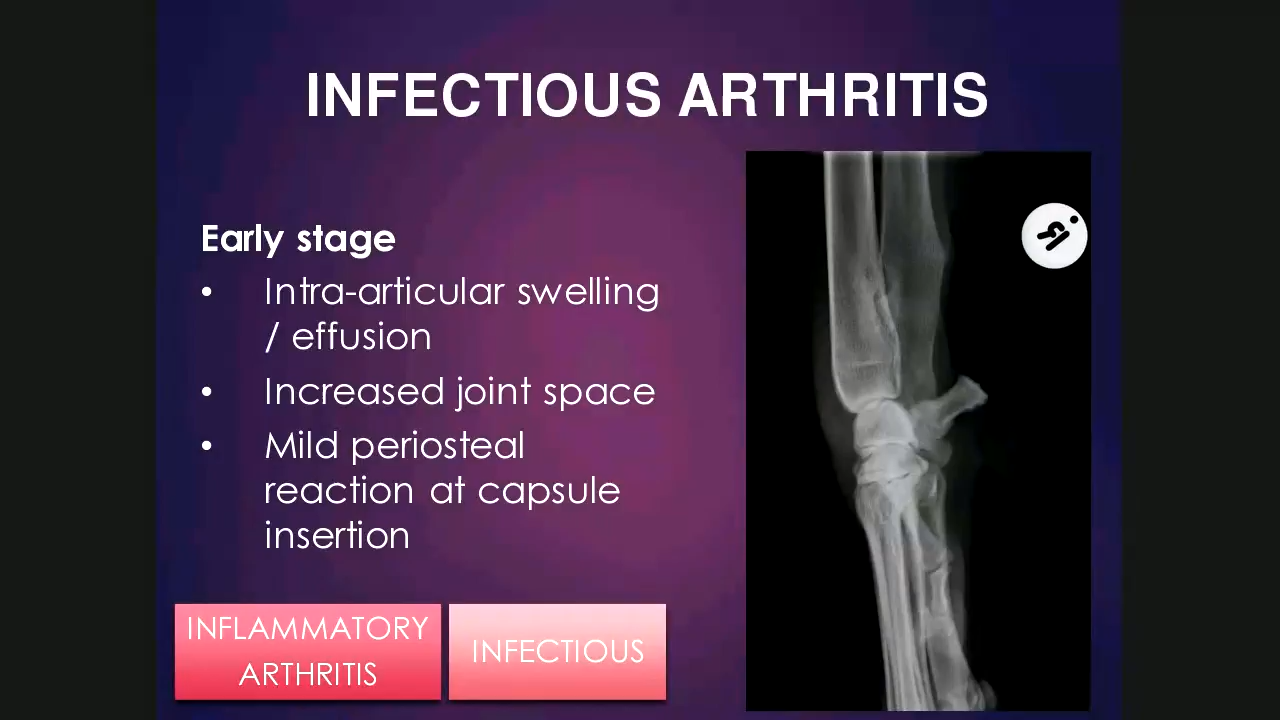 INFECTIOUS ARTHRITIS
Early stage
• Intra-articular swelling
/ effusion
• Increased joint space
• Mild periosteal
reaction at capsule
insertion
INFLAMMATORY
ARTHRITIS
INFECTIOUS